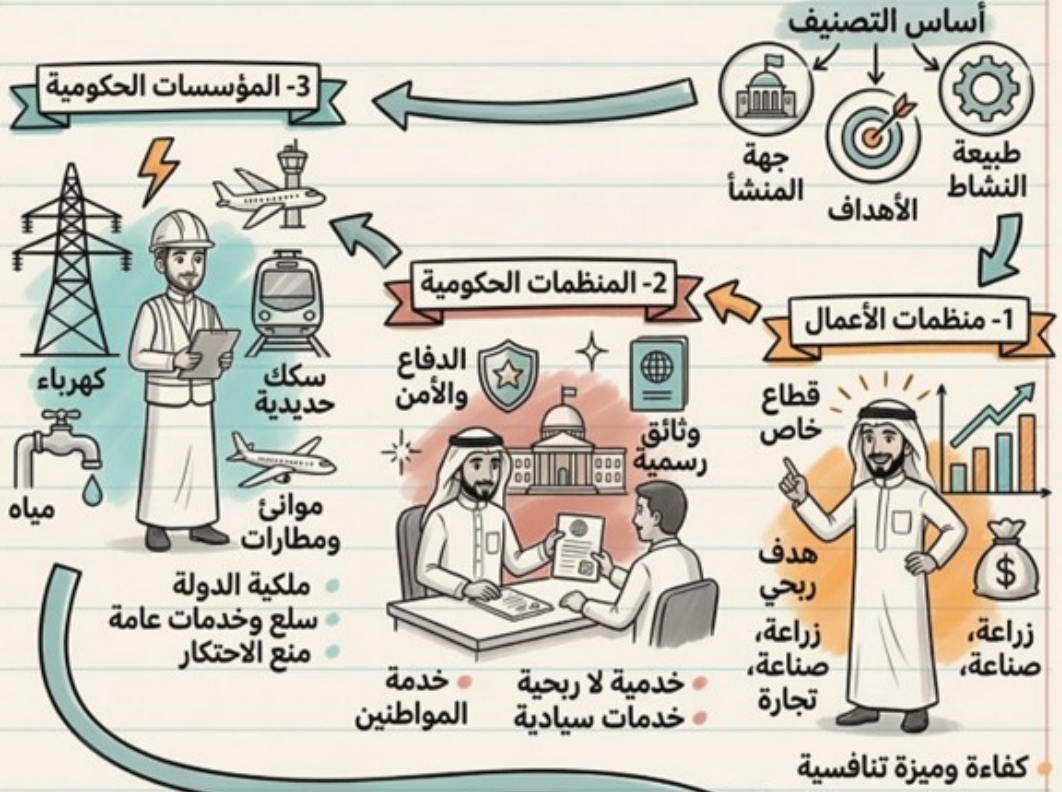 أساس التصنيف
طبيعة
النشاط
الأهداف
جهة
المنشأ
1- منظمات الأعمال
قطاع
خاص
هدف
ربحي
زراعة،
صناعة،
تجارة
$
زراعة،
صناعة،
كفاءة وميزة تنافسية
2- المنظمات الحكومية
الدفاع
والأمن
وثائق
رسمية
خدمية لا ربحية
خدمات سيادية
خدمة
المواطنين
3- المؤسسات الحكومية
كهرباء
سكك
حديدية
مياه
موانئ
ومطارات
ملكية الدولة
سلع وخدمات عامة
منع الاحتكار